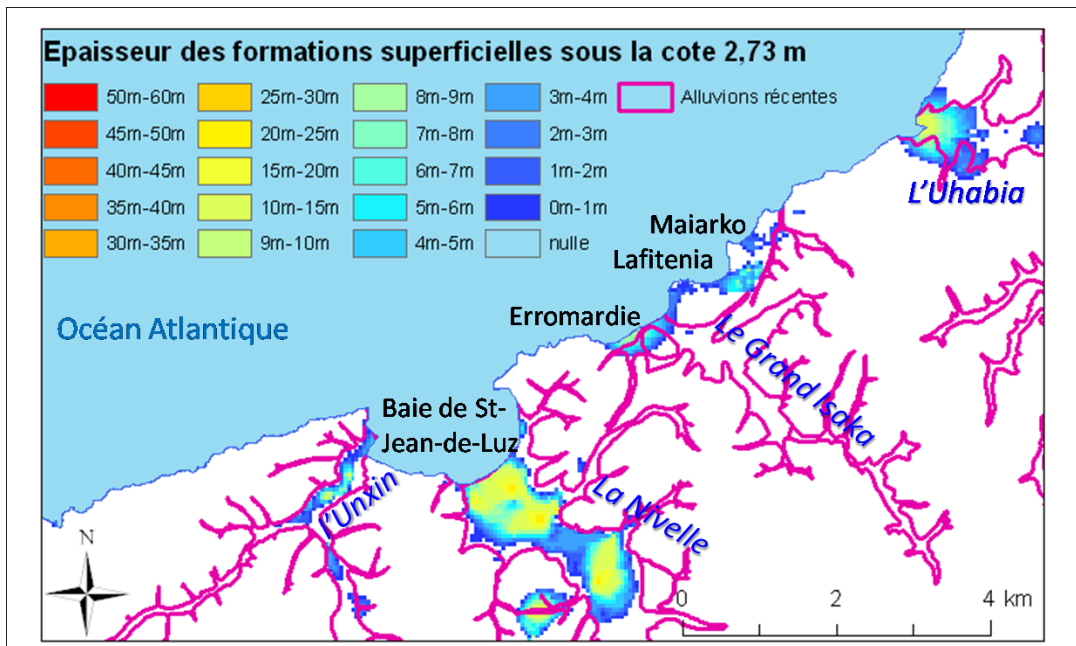 Epaisseur des formations superficielles sous la cote 2,73 m
50m-60m 25m-30m 8m-9m 3m-4m Alluvions récentes
45m-50m 20m-25m 7m-8m 2m-3m
40m-45m 15m-20m 6m-7m 1m-2m
35m-40m 10m-15m 5m-6m 0m-1m
30m-35m 9m-10m 4m-5m nulle
L'Uhabia
Maiarko
Lafitenia
Erromardie
Océan Atlantique
Le Grand Isaka
Baie de St-
Jean-de-Luz
l'Unxin
La Nivelle
N
0 2 4 km